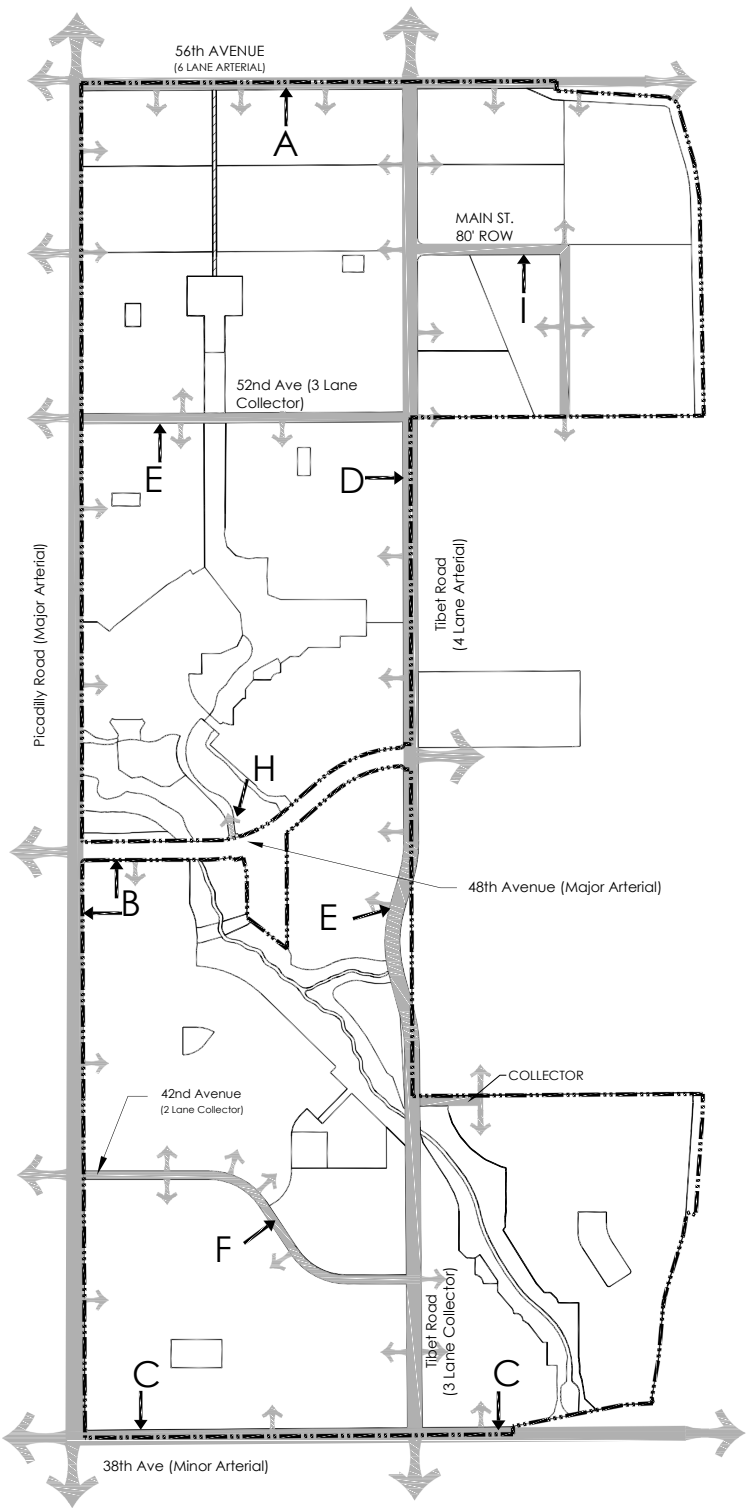 56th AVENUE
(6 LANE ARTERIAL)
A
MAIN ST.
80' ROW
I
52nd Ave (3 Lane
Collector)
E
D
Picadilly Road (Major Arterial)
Tibet Road
(4 Lane Arterial)
H
48th Avenue (Major Arterial)
B
E
COLLECTOR
42nd Avenue
(2 Lane Collector)
F
Tibet Road
(3 Lane Collector)
C
C
38th Ave (Minor Arterial)